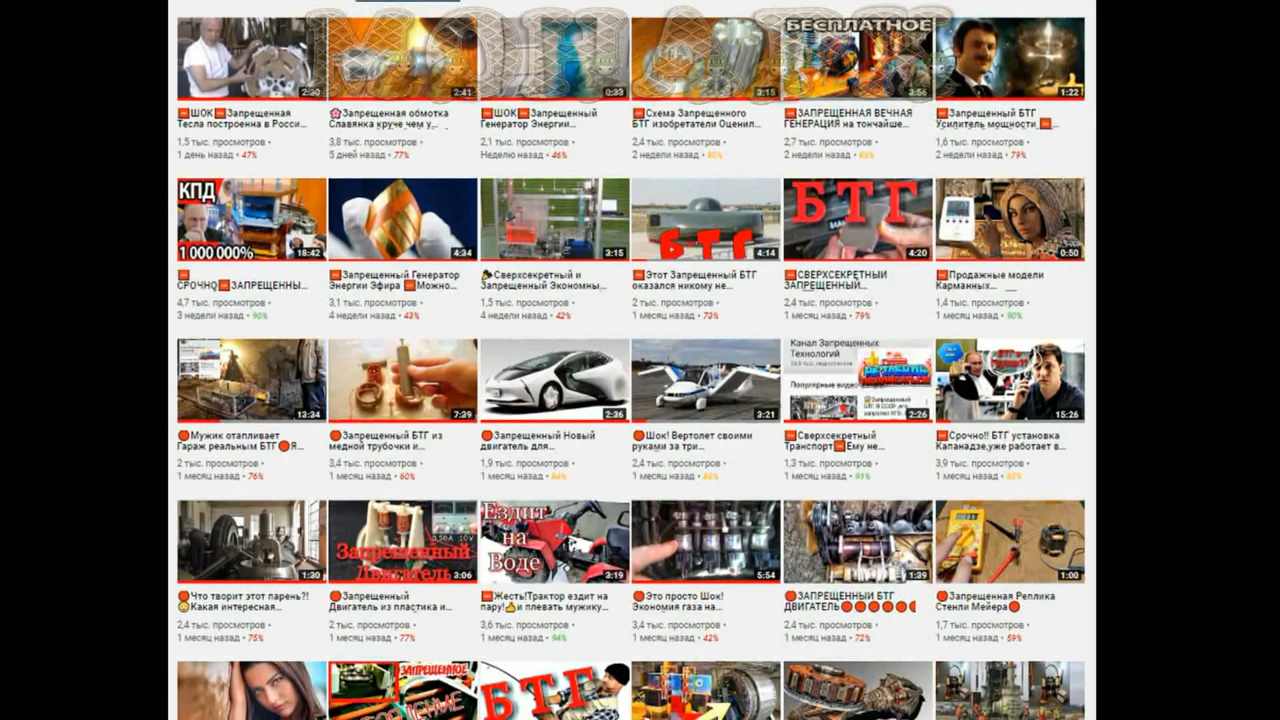 МОНАРХ
БЕСПЛАТНОЕ
2:30
2:41
0:33
3:15
3:56
1:22
ШОК Запрещенная
Тесла построена в Росси...
1,5 тыс. просмотров •
1 день назад • 47%
Запрещенная обмотка
Славянка круче чем у...
3,8 тыс. просмотров •
5 дней назад • 77%
ШОК Запрещенный
Генератор Энергии...
2,1 тыс. просмотров •
Неделю назад • 46%
Схема Запрещенного
БТГ изобретатели Оценил...
2,4 тыс. просмотров •
2 недели назад • 80%
ЗАПРЕЩЕННАЯ ВЕЧНАЯ
ГЕНЕРАЦИЯ на тончайше...
2,7 тыс. просмотров •
2 недели назад • 86%
Запрещенный БТГ
Усилитель мощности
1,6 тыс. просмотров •
2 недели назад • 79%
КПД
1 000 000%
18:42
4:34
3:15
БТГ
4:14
БТГ
4:20
0:50
СРОЧНО ЗАПРЕЩЕННЫ...
4,7 тыс. просмотров •
3 недели назад • 90%
Запрещенный Генератор
Энергии Эфира Можно...
3,1 тыс. просмотров •
4 недели назад • 43%
Сверхсекретный и
Запрещенный Экономны...
1,5 тыс. просмотров •
4 недели назад • 42%
Этот Запрещенный БТГ
оказался никому не...
2 тыс. просмотров •
1 месяц назад • 73%
СВЕРХСЕКРЕТНЫЙ
ЗАПРЕЩЕННЫЙ...
2,4 тыс. просмотров •
1 месяц назад • 79%
Продажные модели
Карманных...
1,4 тыс. просмотров •
1 месяц назад • 90%
13:34
7:39
2:36
3:21
Канал Запрещенных
Технологий
Популярные видео
2:26
15:26
Мужик отапливает
Гараж реальным БТГ Я...
2 тыс. просмотров •
1 месяц назад • 76%
Запрещенный БТГ из
медной трубочки и...
3,4 тыс. просмотров •
1 месяц назад • 60%
Запрещенный Новый
двигатель для...
1,9 тыс. просмотров •
1 месяц назад • 84%
Шок! Вертолет своими
руками за три...
2,4 тыс. просмотров •
1 месяц назад • 86%
Сверхсекретный
Транспорт Ему не...
1,3 тыс. просмотров •
1 месяц назад • 91%
Срочно!! БТГ установка
Капанадзе,уже работает в...
3,9 тыс. просмотров •
1 месяц назад • 85%
1:30
Запрещенный
Двигатель
3:06
Ездит
на
Воде
3:19
5:54
1:39
1:00
Что творит этот парень?!
Какая интересная...
2,4 тыс. просмотров •
1 месяц назад • 75%
Запрещенный
Двигатель из пластика и...
2 тыс. просмотров •
1 месяц назад • 77%
Жесть!Трактор ездит на
пару! и плевать мужику...
3,6 тыс. просмотров •
1 месяц назад • 94%
Это просто Шок!
Экономия газа на...
3,4 тыс. просмотров •
1 месяц назад • 42%
ЗАПРЕЩЕННЫЙ БТГ
ДВИГАТЕЛЬ
2,4 тыс. просмотров •
1 месяц назад • 72%
Запрещенная Реплика
Стенли Мейера
1,7 тыс. просмотров •
1 месяц назад • 59%
ЗАПРЕЩЕННОЕ
БТГ